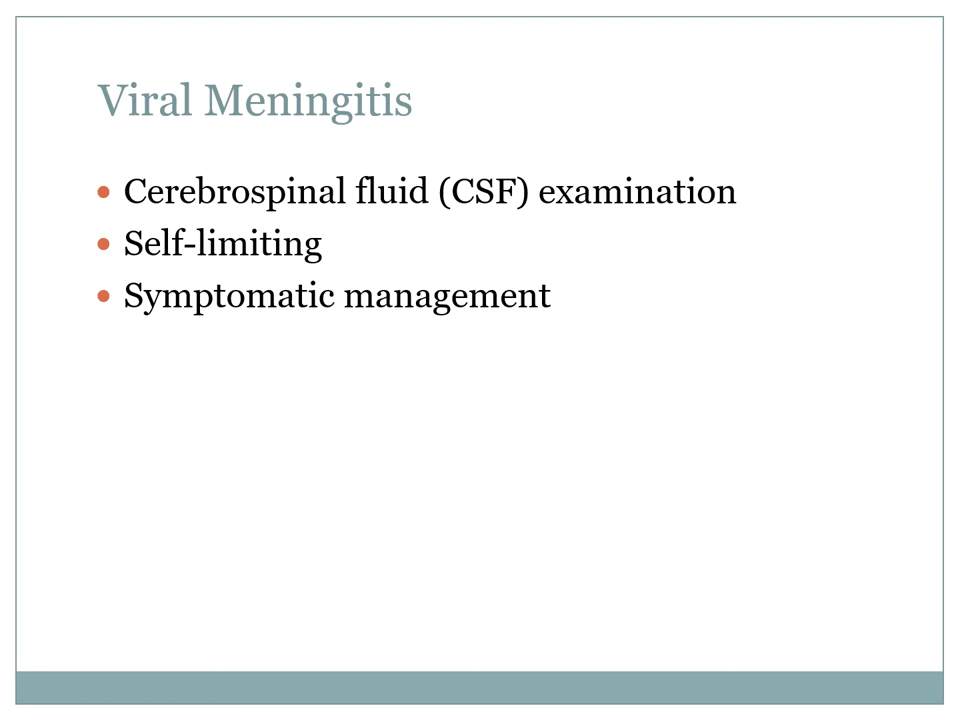 Viral Meningitis
• Cerebrospinal fluid (CSF) examination
• Self-limiting
• Symptomatic management